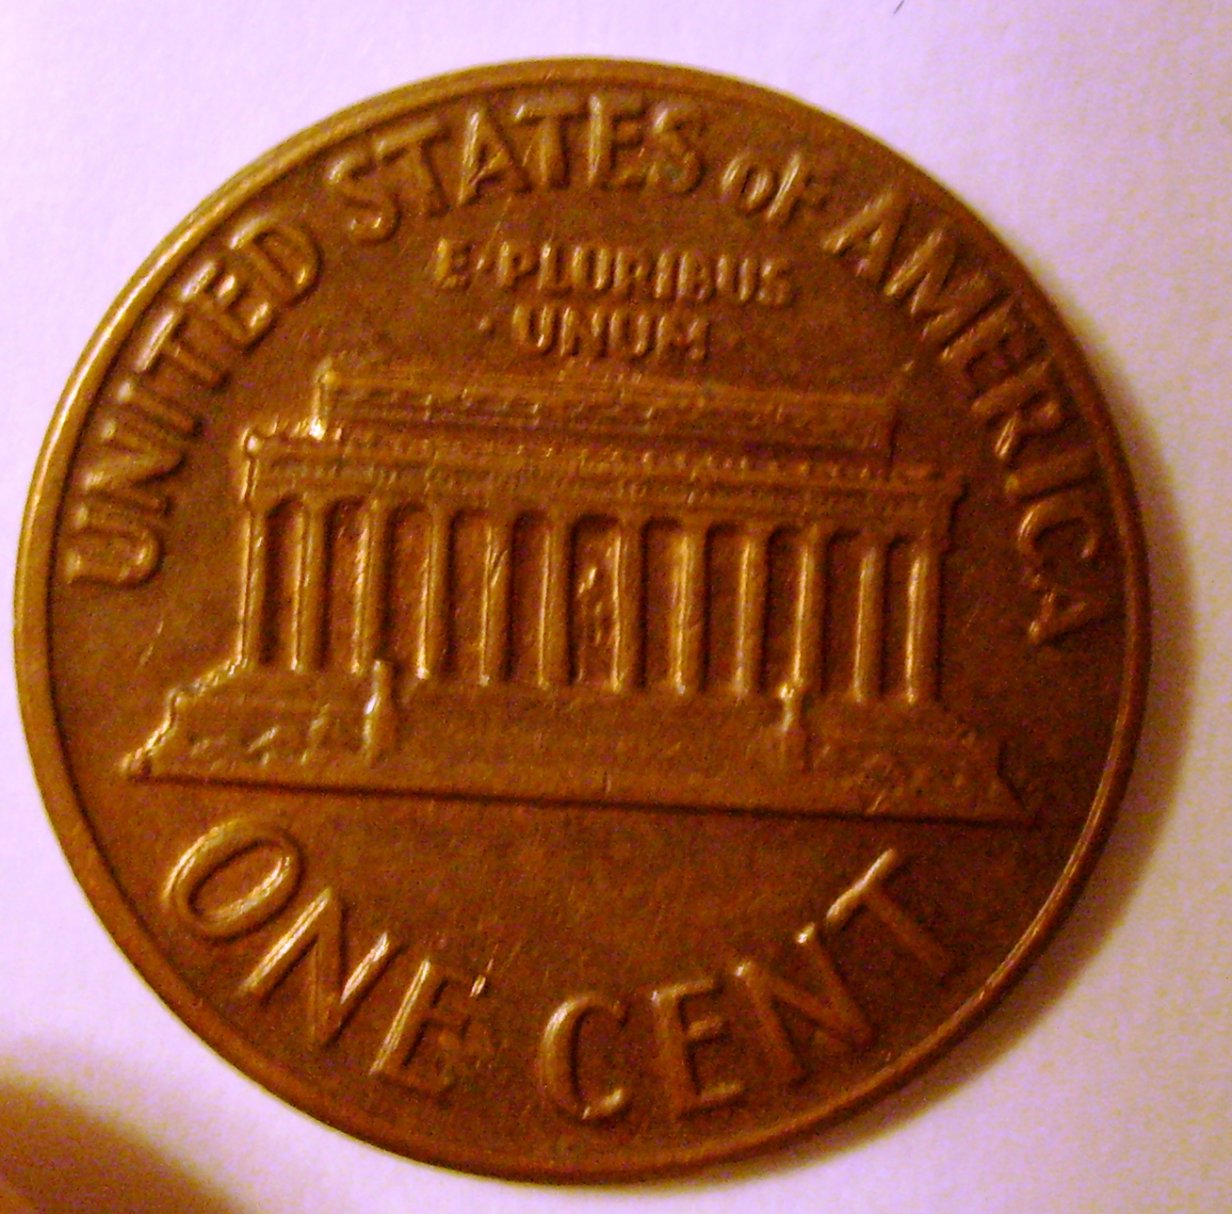 UNITED STATES oF AMERICA
E·PLURIBUS
·UNUM·
ONE CENT